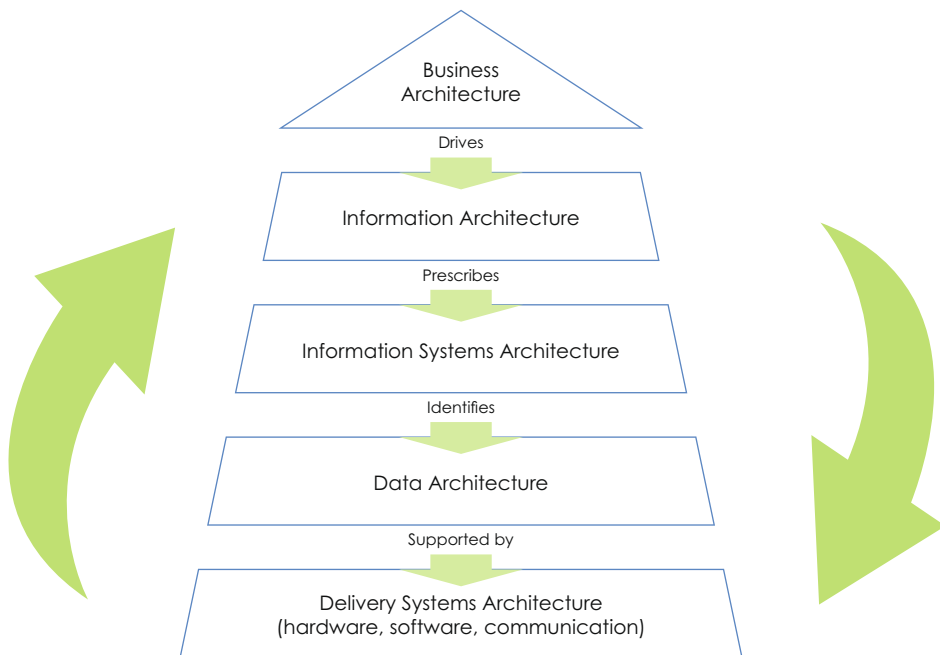 Business
Architecture
Drives
Information Architecture
Prescribes
Information Systems Architecture
Identifies
Data Architecture
Supported by
Delivery Systems Architecture
(hardware, software, communication)